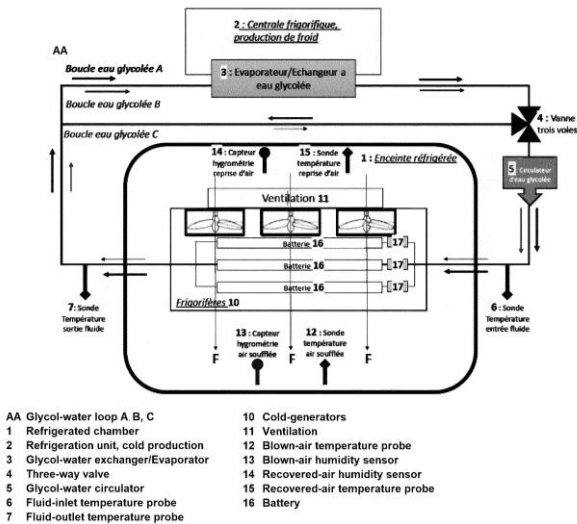 2 : Centrale frigorifique,
production de froid
AA
Boucle eau glycolée A
3 : Evaporateur/Echangeur a
eau glycolée
Boucle eau glycolée B
Boucle eau glycolée C
4 : Vanne
trois voles
14 : Capteur
hygrométrie
reprise d'air
15 : Sonde
température
reprise d'air
1 : Enceinte réfrigérée
5
Circulateur
d'eau glycolée
Ventilation 11
Batterie 16
17
Batterie 16
17
Batterie 16
17
Frigorifères 10
7 : Sonde
Température
sortie fluide
6 : Sonde
Température
entrée fluide
13 : Capteur
hygrométrie
air soufflée
12 : Sonde
température
air soufflée
F F F
AA Glycol-water loop A, B, C
1 Refrigerated chamber
2 Refrigeration unit, cold production
3 Glycol-water exchanger/Evaporator
4 Three-way valve
5 Glycol-water circulator
6 Fluid-inlet temperature probe
7 Fluid-outlet temperature probe
10 Cold-generators
11 Ventilation
12 Blown-air temperature probe
13 Blown-air humidity sensor
14 Recovered-air humidity sensor
15 Recovered-air temperature probe
16 Battery